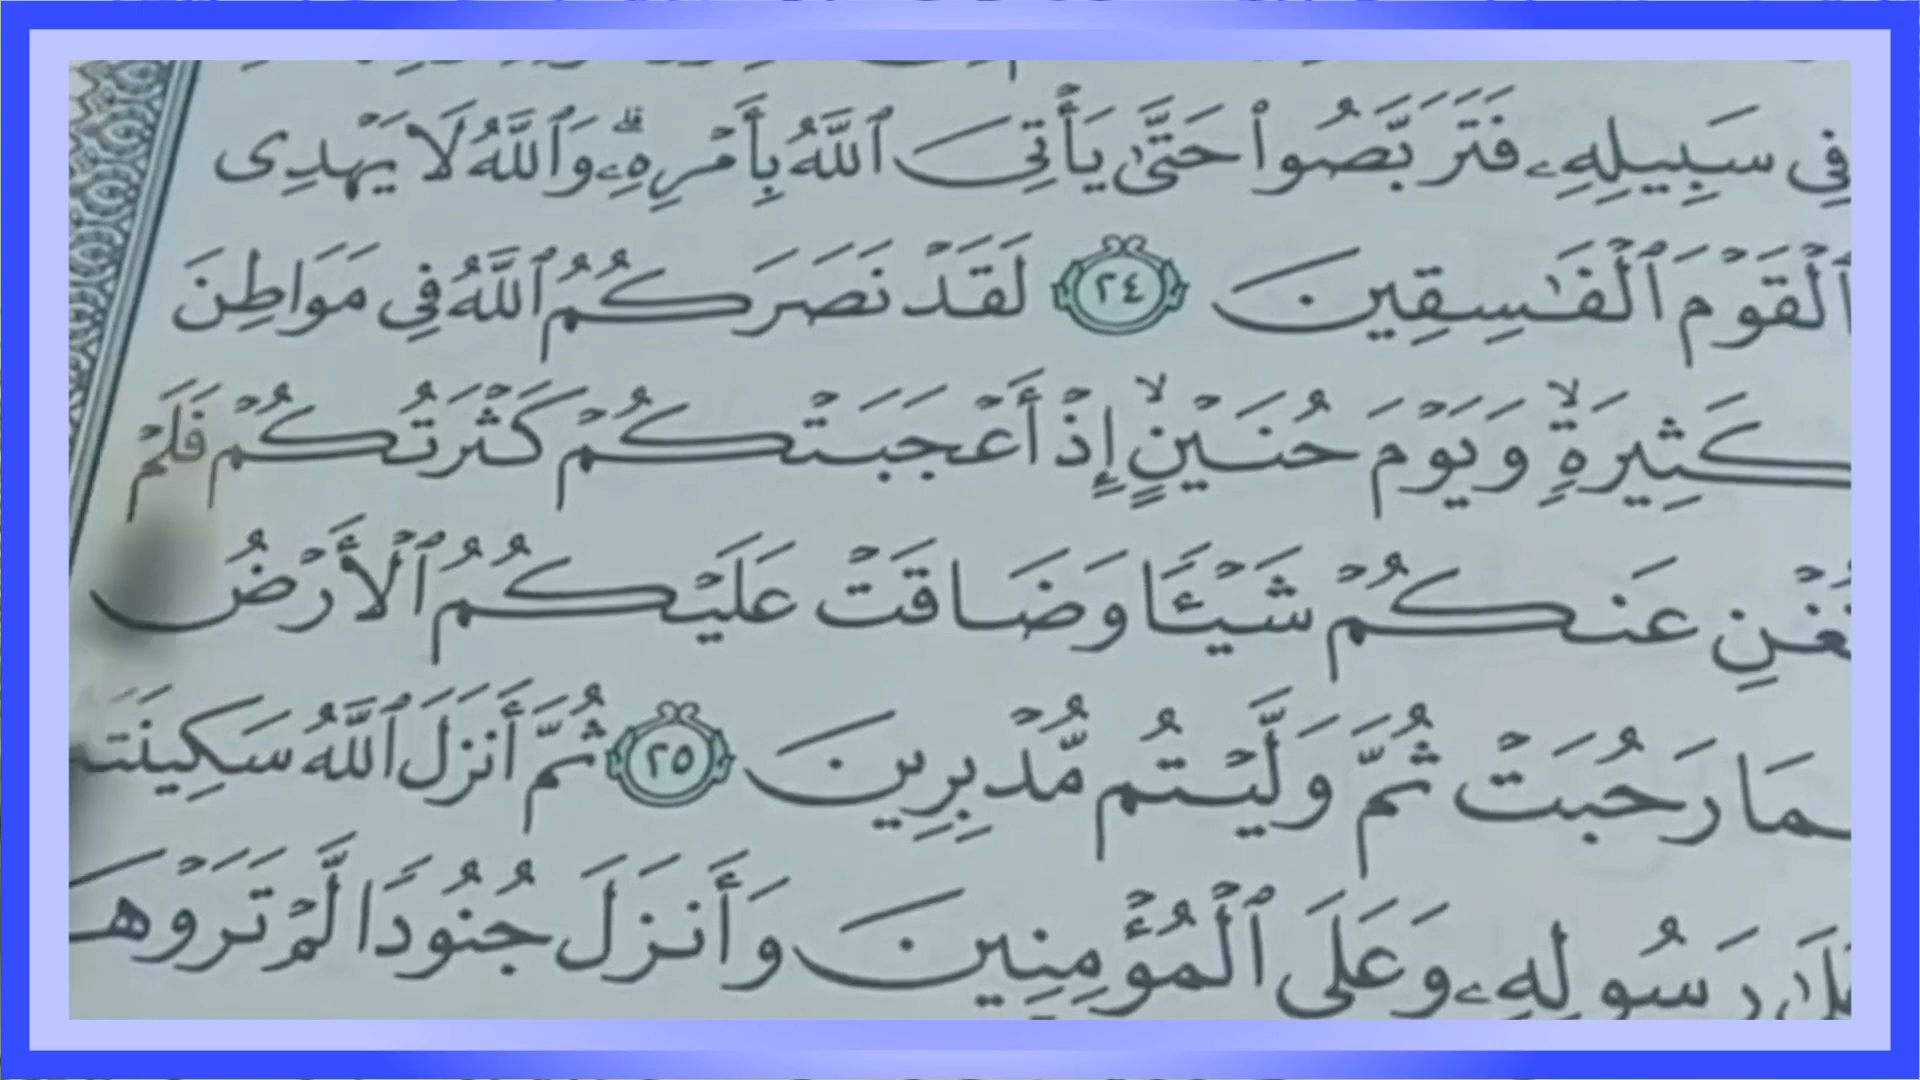 فِي سَبِيلِهِۦ فَتَرَبَّصُوا۟ حَتَّىٰ يَأْتِيَ ٱللَّهُ بِأَمْرِهِۦۗ وَٱللَّهُ لَا يَهْدِى
ٱلْقَوْمَ ٱلْفَٰسِقِينَ ٢٤ لَقَدْ نَصَرَكُمُ ٱللَّهُ فِي مَوَاطِنَ
كَثِيرَةٍۙ وَيَوْمَ حُنَيْنٍۙ إِذْ أَعْجَبَتْكُمْ كَثْرَتُكُمْ فَلَمْ
تُغْنِ عَنكُمْ شَيْـًٔا وَضَاقَتْ عَلَيْكُمُ ٱلْأَرْضُ
بِمَا رَحُبَتْ ثُمَّ وَلَّيْتُم مُّدْبِرِينَ ٢٥ ثُمَّ أَنزَلَ ٱللَّهُ سَكِينَتَهُ
رَسُولِهِۦ وَعَلَى ٱلْمُؤْمِنِينَ وَأَنزَلَ جُنُودًا لَّمْ تَرَوْهَا